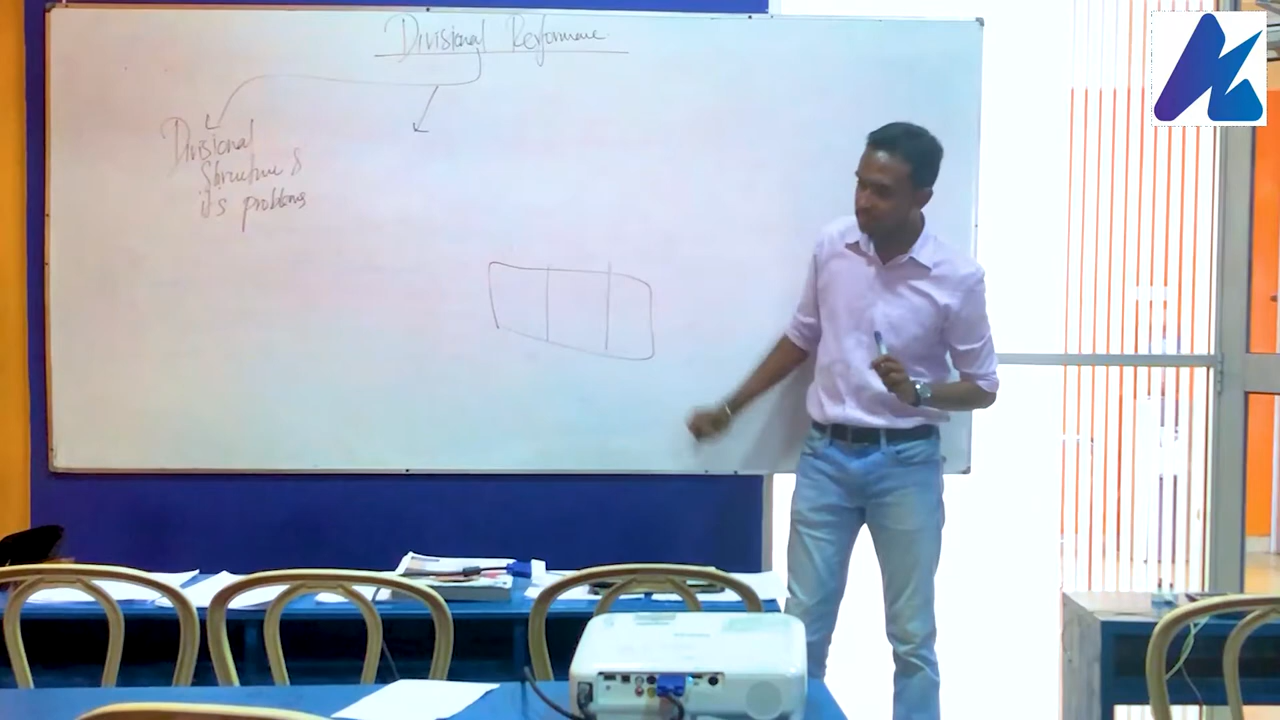 Divisional Performance
Divisional
Structure &
it's problems